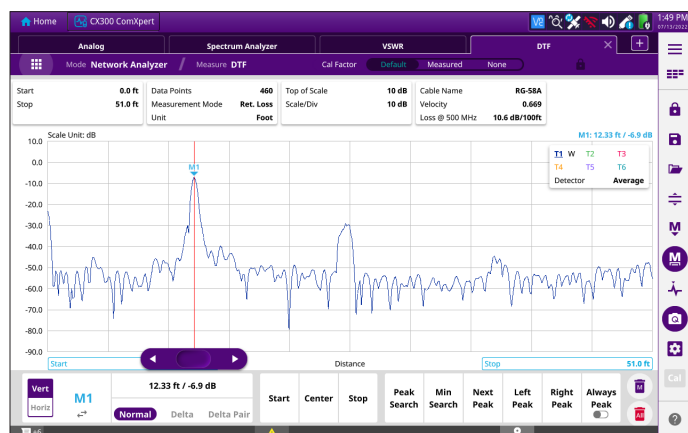 Home CX300 ComXpert V2 1:49 PM
07/13/2022
Analog Spectrum Analyzer VSWR DTF
Mode Network Analyzer / Measure DTF Cal Factor Default Measured None
Start 0.0 ft Data Points 460 Top of Scale 10 dB Cable Name RG-58A
Stop 51.0 ft Measurement Mode Ret. Loss Scale/Div 10 dB Velocity 0.669
Unit Foot Loss @ 500 MHz 10.6 dB/100ft
Scale Unit: dB M1: 12.33 ft / -6.9 dB
10.0
T1 W T2 T3
0.0
M1
T4 T5 T6
-10.0
Detector Average
-20.0
-30.0
-40.0
-50.0
-60.0
-70.0
-80.0
-90.0
Start Distance Stop 51.0 ft
Vert
Horiz
M1
12.33 ft / -6.9 dB
Normal Delta Delta Pair
Start Center Stop
Peak Search
Min Search
Next Peak
Left Peak
Right Peak
Always Peak
M
All
M
M
Cal